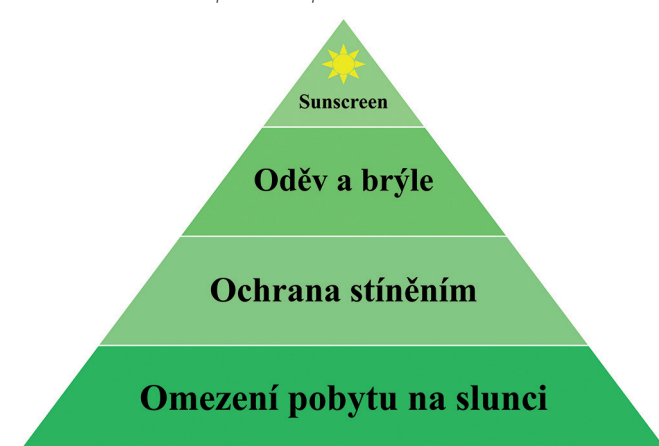 Sunscreen
Oděv a brýle
Ochrana stíněním
Omezení pobytu na slunci